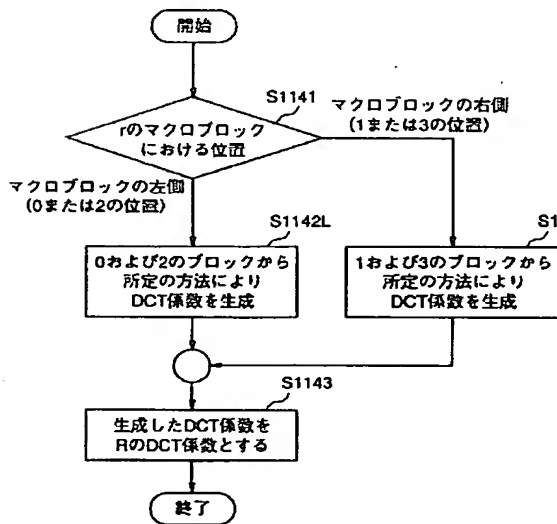 開始
S1141
rのマクロブロック
における位置
マクロブロックの右側
(1または3の位置)
マクロブロックの左側
(0または2の位置)
S1142L
0および2のブロックから
所定の方法により
DCT係数を生成
S1
1および3のブロックから
所定の方法により
DCT係数を生成
S1143
生成したDCT係数を
RのDCT係数とする
終了